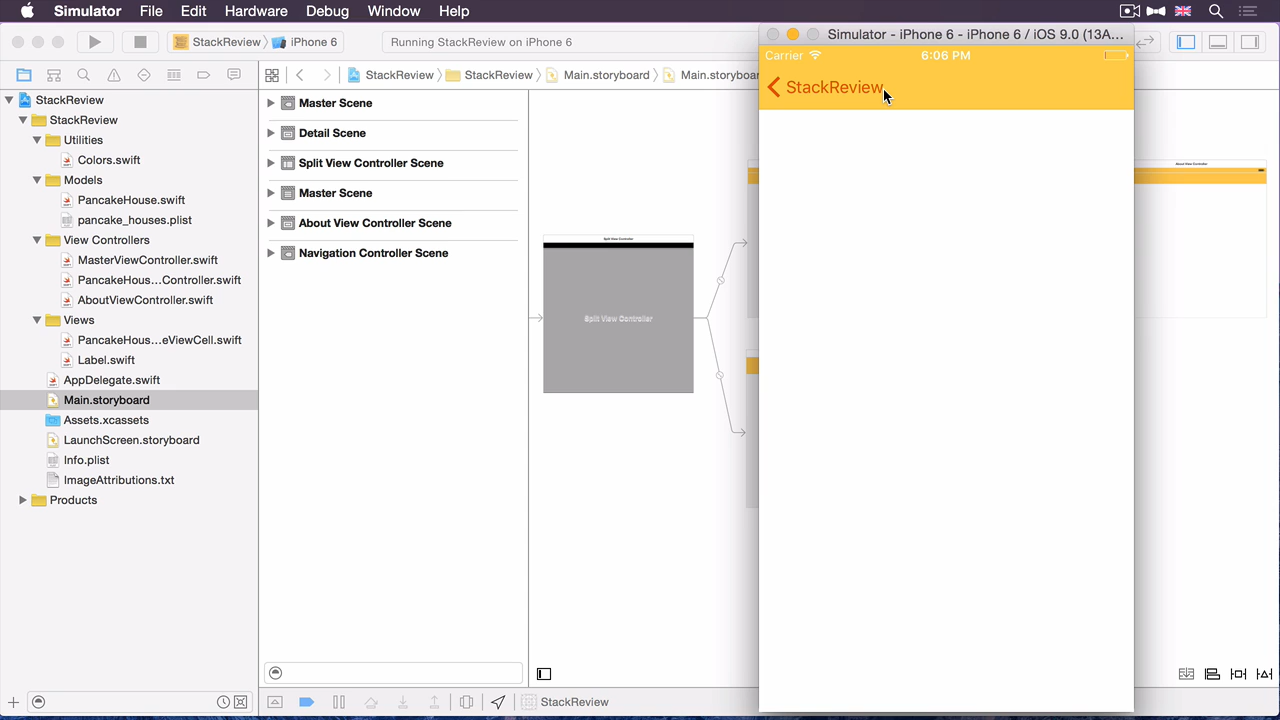 Simulator File Edit Hardware Debug Window Help
StackReview iPhone 6 Running StackReview on iPhone 6
Simulator - iPhone 6 - iPhone 6 / iOS 9.0 (13A...
Carrier 6:06 PM
StackReview
StackReview StackReview Main.storyboard Main.storyboar
StackReview
StackReview
Utilities
Colors.swift
Models
PancakeHouse.swift
pancake_houses.plist
View Controllers
MasterViewController.swift
PancakeHous…Controller.swift
AboutViewController.swift
Views
PancakeHous…eViewCell.swift
Label.swift
AppDelegate.swift
Main.storyboard
Assets.xcassets
LaunchScreen.storyboard
Info.plist
ImageAttributions.txt
Products
Master Scene
Detail Scene
Split View Controller Scene
Master Scene
About View Controller Scene
Navigation Controller Scene
Split View Controller
Split View Controller
About View Controller
StackReview